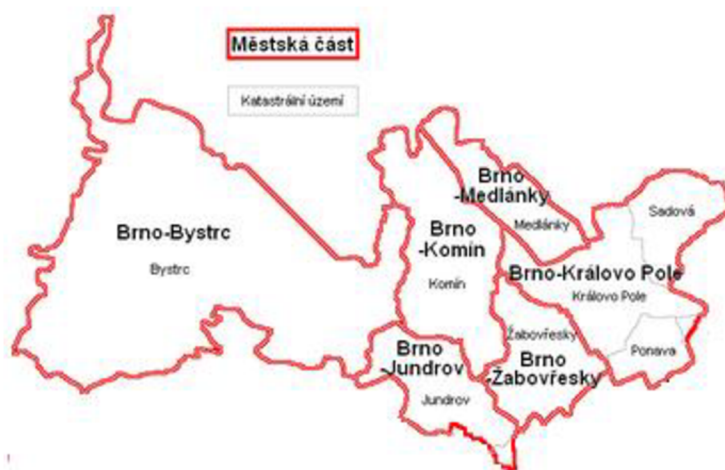 Městská část
Katastrální území
Brno
-Medlánky
Medlánky
Sadová
Brno-Bystrc
Bystrc
Brno
-Komín
Komín
Brno-Královo Pole
Královo Pole
Žabovřesky
Brno
-Žabovřesky
Ponava
Brno
-Jundrov
Jundrov